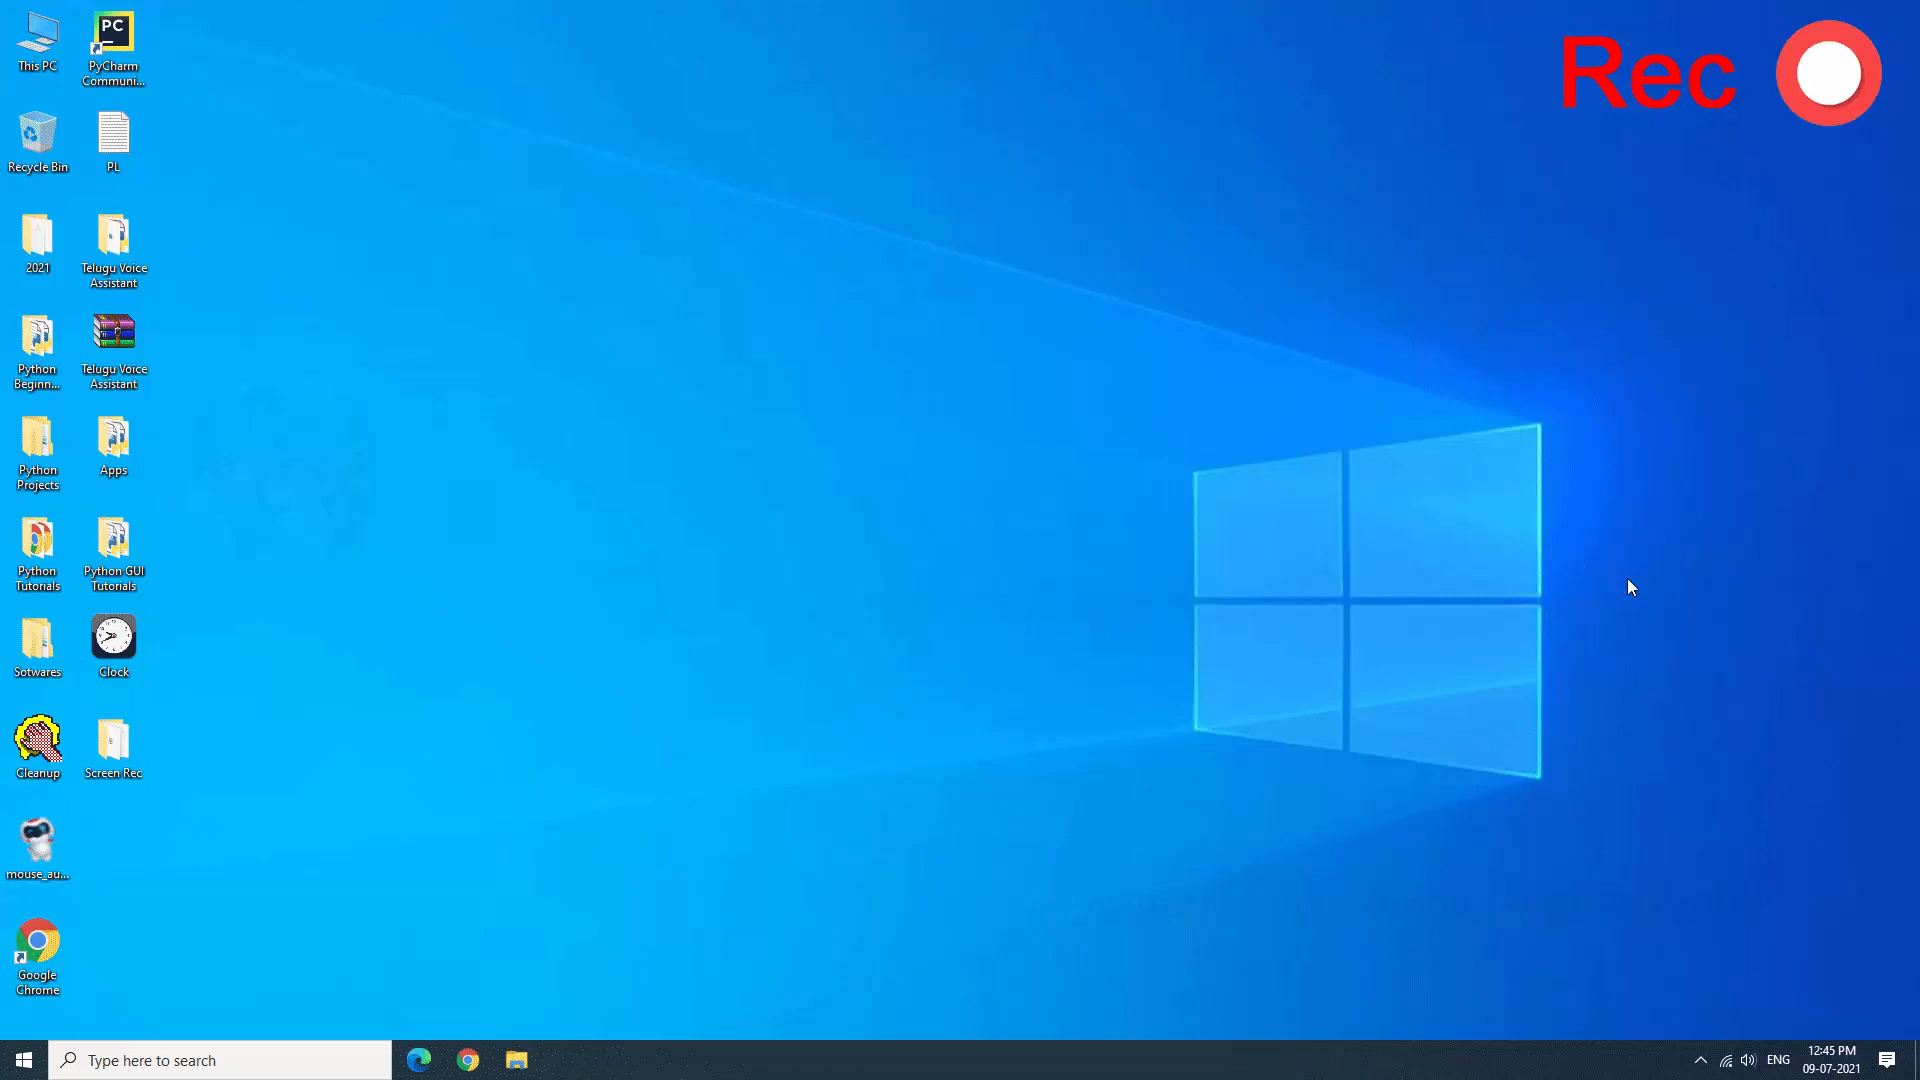 Rec
This PC
PC
PyCharm
Communi...
Recycle Bin
PL
2021
Telugu Voice
Assistant
Python
Beginn...
Telugu Voice
Assistant
Python
Projects
Apps
Python
Tutorials
Python GUI
Tutorials
Sotwares
Clock
Cleanup
Screen Rec
mouse_au...
Google
Chrome
Type here to search
ENG
12:45 PM
09-07-2021